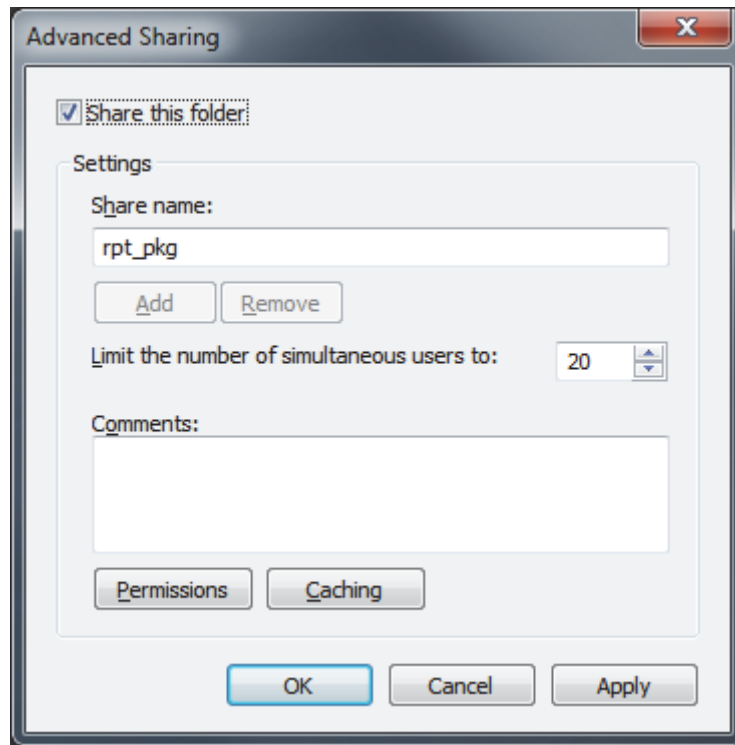 Advanced Sharing
Share this folder
Settings
Share name:
rpt_pkg
Add Remove
Limit the number of simultaneous users to: 20
Comments:
Permissions Caching
OK Cancel Apply